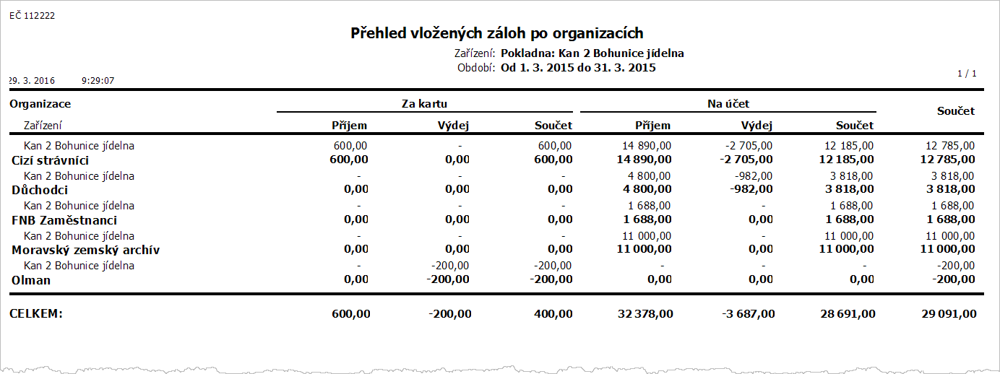 EČ 112222
Přehled vložených záloh po organizacích
Zařízení: Pokladna: Kan 2 Bohunice jídelna
Období: Od 1. 3. 2015 do 31. 3. 2015
29. 3. 2016 9:29:07 1 / 1
Organizace Za kartu Na účet Součet
Zařízení Příjem Výdej Součet Příjem Výdej Součet
Kan 2 Bohunice jídelna 600,00 - 600,00 14 890,00 -2 705,00 12 185,00 12 785,00
Cizí strávníci 600,00 0,00 600,00 14 890,00 -2 705,00 12 185,00 12 785,00
Kan 2 Bohunice jídelna - - - 4 800,00 -982,00 3 818,00 3 818,00
Důchodci 0,00 0,00 0,00 4 800,00 -982,00 3 818,00 3 818,00
Kan 2 Bohunice jídelna - - - 1 688,00 - 1 688,00 1 688,00
FNB Zaměstnanci 0,00 0,00 0,00 1 688,00 0,00 1 688,00 1 688,00
Kan 2 Bohunice jídelna - - - 11 000,00 - 11 000,00 11 000,00
Moravský zemský archív 0,00 0,00 0,00 11 000,00 0,00 11 000,00 11 000,00
Kan 2 Bohunice jídelna - -200,00 -200,00 - - - -200,00
Olman 0,00 -200,00 -200,00 0,00 0,00 0,00 -200,00
CELKEM: 600,00 -200,00 400,00 32 378,00 -3 687,00 28 691,00 29 091,00